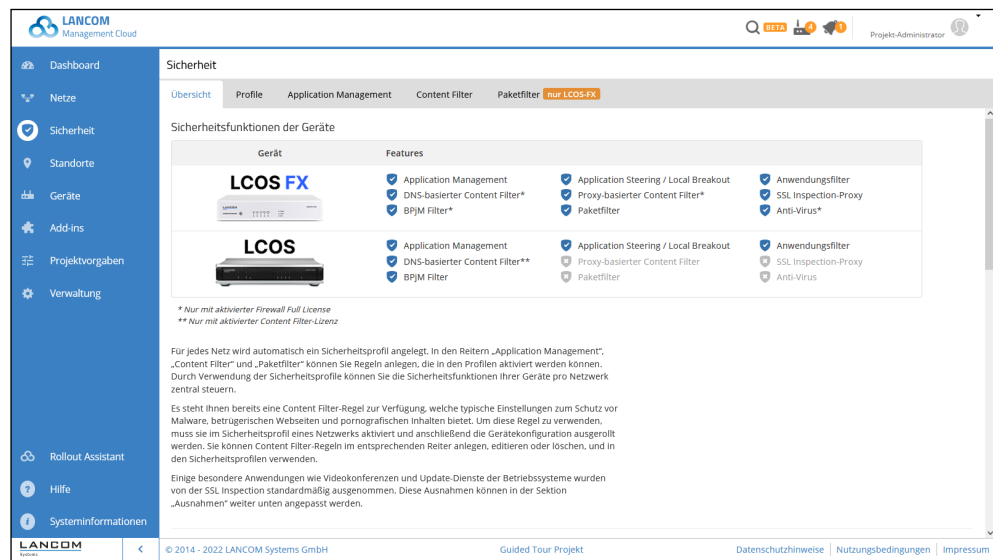 LANCOM
Management Cloud
BETA
4
1
Projekt-Administrator
Dashboard
Netze
Sicherheit
Standorte
Geräte
Add-ins
Projektvorgaben
Verwaltung
Rollout Assistant
Hilfe
Systeminformationen
Sicherheit
Übersicht Profile Application Management Content Filter Paketfilter nur LCOS-FX
Sicherheitsfunktionen der Geräte
Gerät Features
LCOS FX
Application Management Application Steering / Local Breakout Anwendungsfilter
DNS-basierter Content Filter* Proxy-basierter Content Filter* SSL Inspection-Proxy
BPjM Filter* Paketfilter Anti-Virus*
LCOS
Application Management Application Steering / Local Breakout Anwendungsfilter
DNS-basierter Content Filter** Proxy-basierter Content Filter SSL Inspection-Proxy
BPjM Filter Paketfilter Anti-Virus
* Nur mit aktivierter Firewall Full License
** Nur mit aktivierter Content Filter-Lizenz
Für jedes Netz wird automatisch ein Sicherheitsprofil angelegt. In den Reitern „Application Management“,
„Content Filter“ und „Paketfilter“ können Sie Regeln anlegen, die in den Profilen aktiviert werden können.
Durch Verwendung der Sicherheitsprofile können Sie die Sicherheitsfunktionen Ihrer Geräte pro Netzwerk
zentral steuern.
Es steht Ihnen bereits eine Content Filter-Regel zur Verfügung, welche typische Einstellungen zum Schutz vor
Malware, betrügerischen Webseiten und pornografischen Inhalten bietet. Um diese Regel zu verwenden,
muss sie im Sicherheitsprofil eines Netzwerks aktiviert und anschließend die Gerätekonfiguration ausgerollt
werden. Sie können Content Filter-Regeln im entsprechenden Reiter anlegen, editieren oder löschen, und in
den Sicherheitsprofilen verwenden.
Einige besondere Anwendungen wie Videokonferenzen und Update-Dienste der Betriebssysteme wurden
von der SSL Inspection standardmäßig ausgenommen. Diese Ausnahmen können in der Sektion
„Ausnahmen“ weiter unten angepasst werden.
LANCOM
Systems
© 2014 - 2022 LANCOM Systems GmbH Guided Tour Projekt Datenschutzhinweise Nutzungsbedingungen Impressum